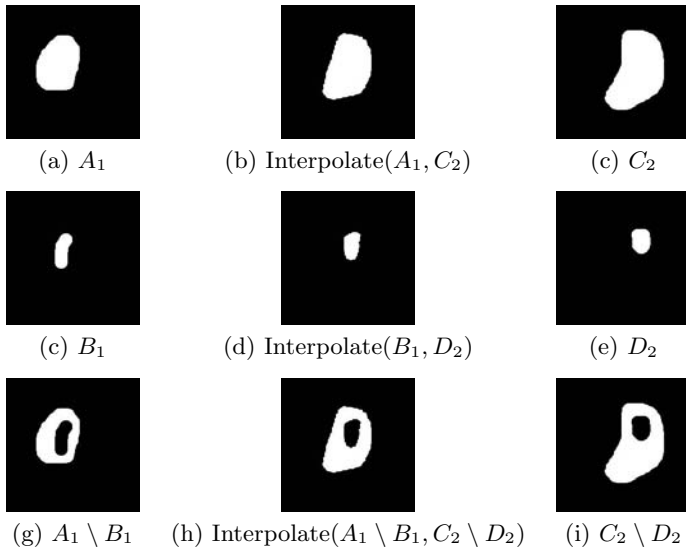 (a) A₁ (b) Interpolate(A₁, C₂) (c) C₂
(c) B₁ (d) Interpolate(B₁, D₂) (e) D₂
(g) A₁ \ B₁ (h) Interpolate(A₁ \ B₁, C₂ \ D₂) (i) C₂ \ D₂